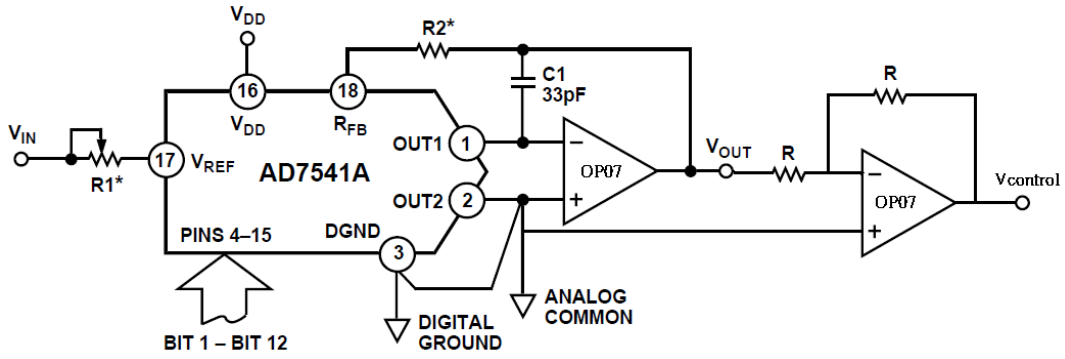 VDD
R2*
16
18
C1
33pF
R
VIN
VDD
RFB
OUT1
1
–
VOUT
R
17
VREF
OP07
–
Vcontrol
R1*
AD7541A
OUT2
2
+
OP07
PINS 4–15
DGND
3
+
ANALOG
COMMON
DIGITAL
GROUND
BIT 1 – BIT 12